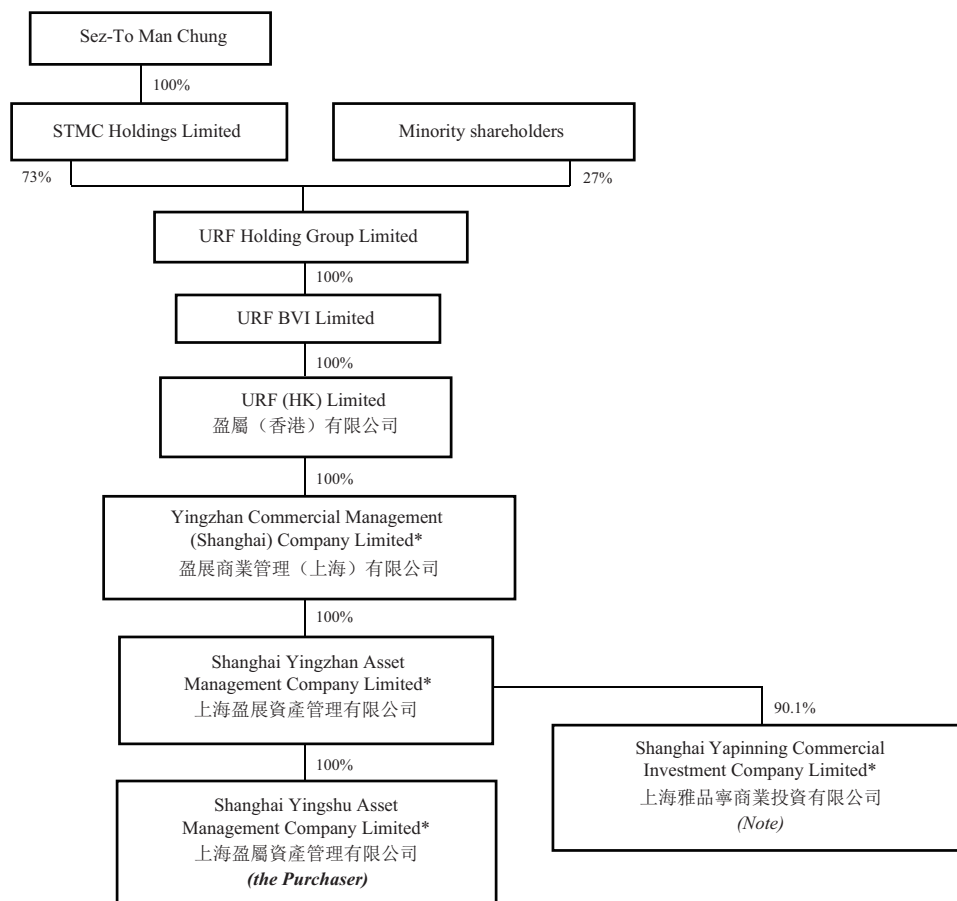 Sez-To Man Chung
100%
STMC Holdings Limited
Minority shareholders
73%
27%
URF Holding Group Limited
100%
URF BVI Limited
100%
URF (HK) Limited
盈屬（香港）有限公司
100%
Yingzhan Commercial Management
(Shanghai) Company Limited*
盈展商業管理（上海）有限公司
100%
Shanghai Yingzhan Asset
Management Company Limited*
上海盈展資產管理有限公司
90.1%
100%
Shanghai Yapinning Commercial
Investment Company Limited*
上海雅品寧商業投資有限公司
(Note)
Shanghai Yingshu Asset
Management Company Limited*
上海盈屬資產管理有限公司
(the Purchaser)